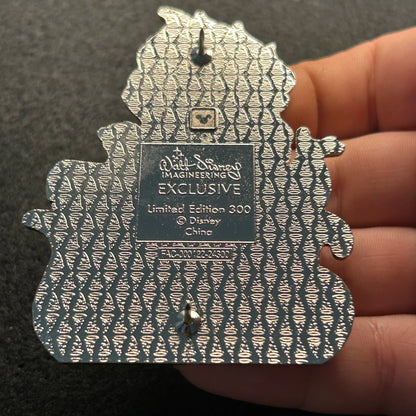 Walt Disney
IMAGINEERING
EXCLUSIVE
Limited Edition 300
© Disney
China